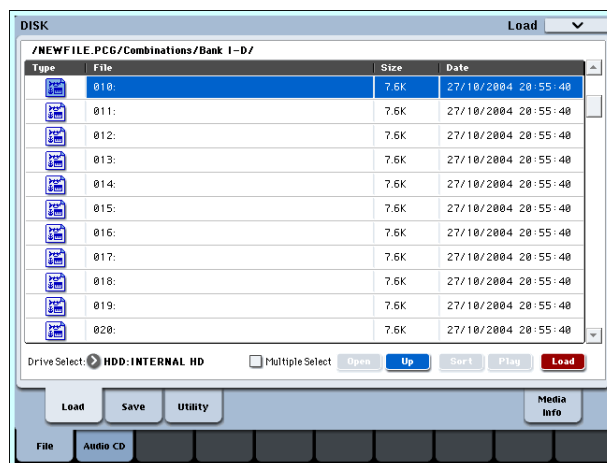 DISK Load
/NEWFILE.PCG/Combinations/Bank I-D/
Type File Size Date
010: 7.6K 27/10/2004 20:55:40
011: 7.6K 27/10/2004 20:55:40
012: 7.6K 27/10/2004 20:55:40
013: 7.6K 27/10/2004 20:55:40
014: 7.6K 27/10/2004 20:55:40
015: 7.6K 27/10/2004 20:55:40
016: 7.6K 27/10/2004 20:55:40
017: 7.6K 27/10/2004 20:55:40
018: 7.6K 27/10/2004 20:55:40
019: 7.6K 27/10/2004 20:55:40
020: 7.6K 27/10/2004 20:55:40
Drive Select: HDD:INTERNAL HD Multiple Select Open Up Sort Play Load
Load Save Utility Media Info
File Audio CD